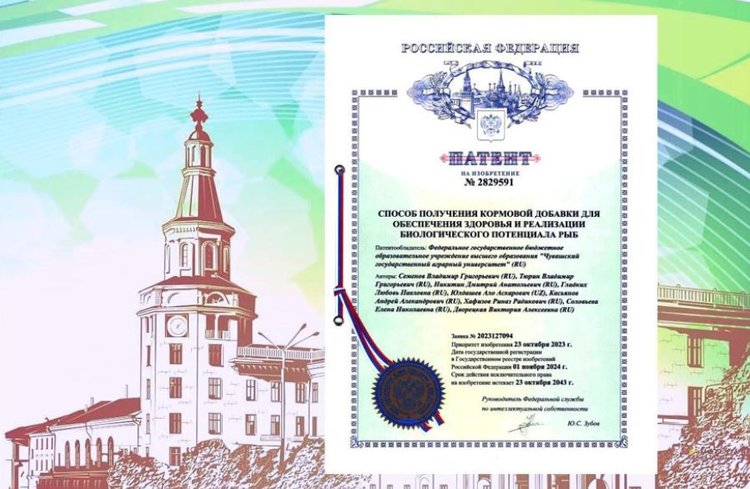 РОССИЙСКАЯ ФЕДЕРАЦИЯ
ПАТЕНТ
НА ИЗОБРЕТЕНИЕ
№ 2829591
СПОСОБ ПОЛУЧЕНИЯ КОРМОВОЙ ДОБАВКИ ДЛЯ
ОБЕСПЕЧЕНИЯ ЗДОРОВЬЯ И РЕАЛИЗАЦИИ
БИОЛОГИЧЕСКОГО ПОТЕНЦИАЛА РЫБ
Патентообладатель: Федеральное государственное бюджетное
образовательное учреждение высшего образования "Чувашский
государственный аграрный университет" (RU)
Авторы: Семенов Владимир Григорьевич (RU), Тюрин Владимир
Григорьевич (RU), Никитин Дмитрий Анатольевич (RU), Гладких
Любовь Павловна (RU), Юлдашев Ало Аскарович (UZ), Касьянов
Андрей Александрович (RU), Хафизов Ринат Радикович (RU), Соловьева
Елена Николаевна (RU), Дворецкая Виктория Алексеевна (RU)
Заявка № 2023127094
Приоритет изобретения 23 октября 2023 г.
Дата государственной регистрации
в Государственном реестре изобретений
Российской Федерации 01 ноября 2024 г.
Срок действия исключительного права
на изобретение истекает 23 октября 2043 г.
Руководитель Федеральной службы
по интеллектуальной собственности
Ю.С. Зубов